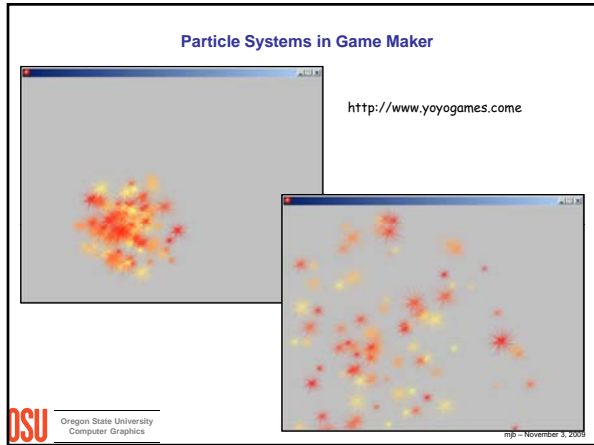 Particle Systems in Game Maker
http://www.yoyogames.come
OSU
Oregon State University
Computer Graphics
mjb – November 3, 2009